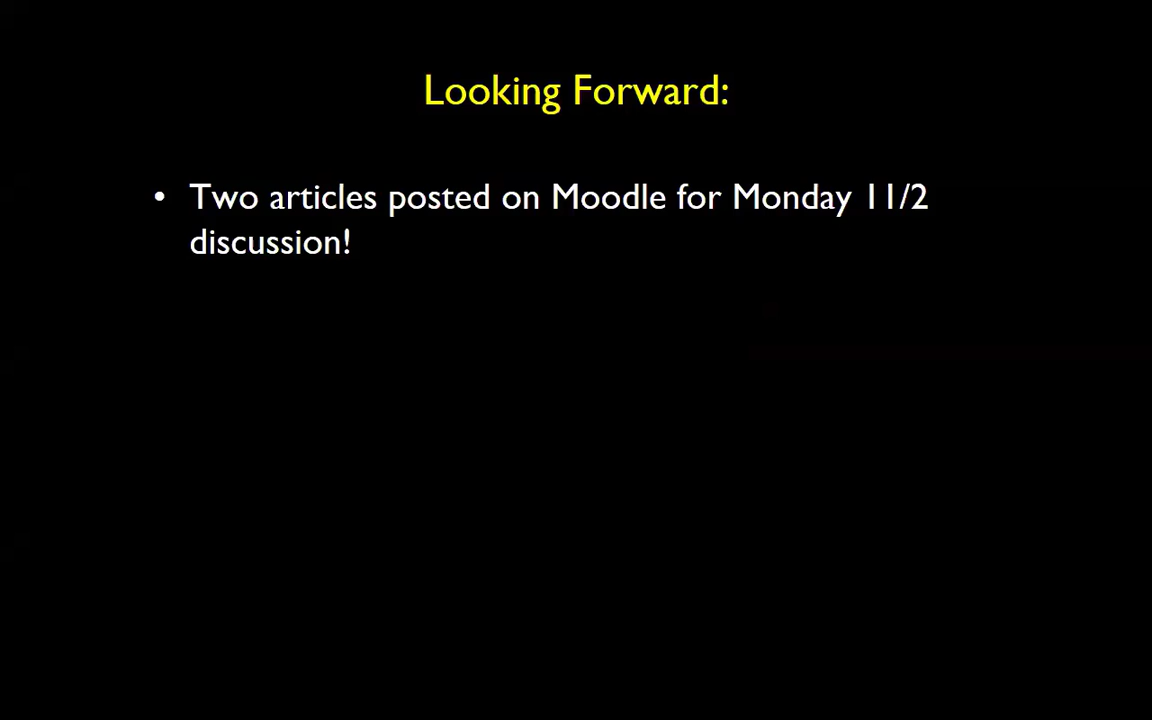 Looking Forward:
• Two articles posted on Moodle for Monday 11/2
discussion!